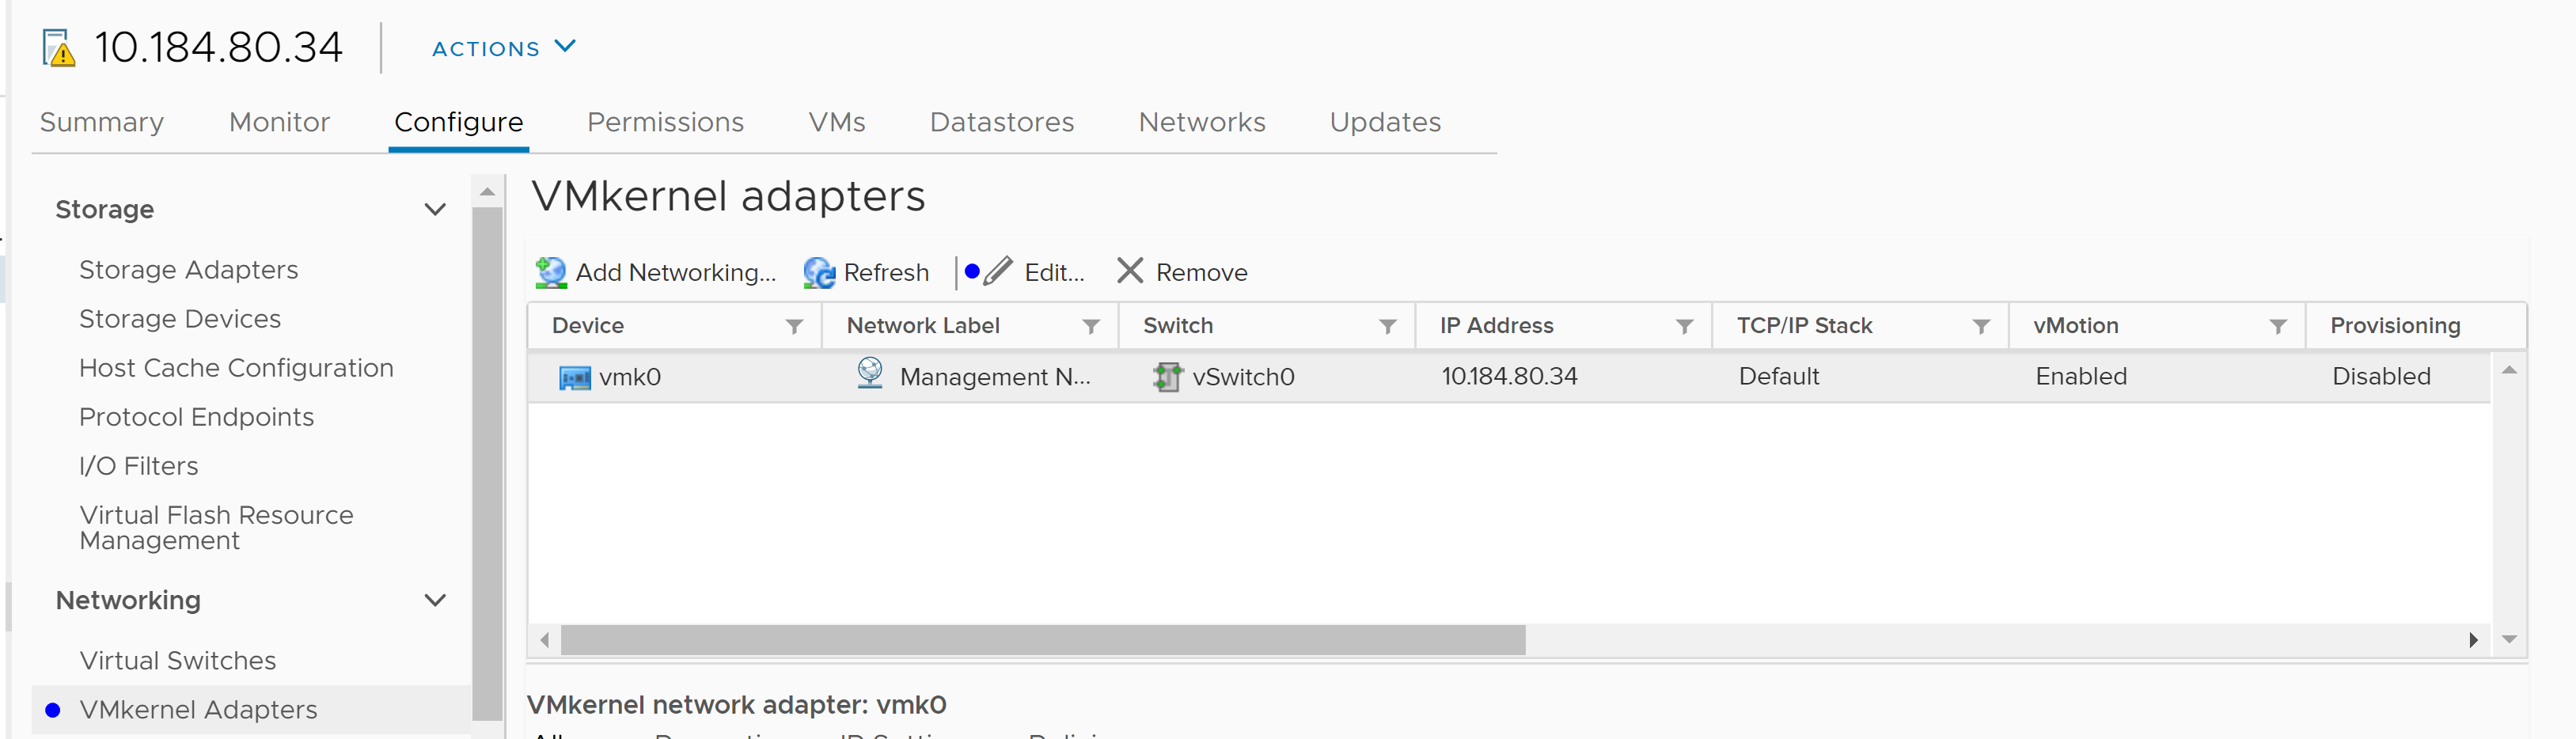 10.184.80.34
ACTIONS
Summary Monitor Configure Permissions VMs Datastores Networks Updates
Storage
Storage Adapters
Storage Devices
Host Cache Configuration
Protocol Endpoints
I/O Filters
Virtual Flash Resource
Management
Networking
Virtual Switches
VMkernel Adapters
VMkernel adapters
Add Networking... Refresh Edit... Remove
Device Network Label Switch IP Address TCP/IP Stack vMotion Provisioning
vmk0 Management N... vSwitch0 10.184.80.34 Default Enabled Disabled
VMkernel network adapter: vmk0
All